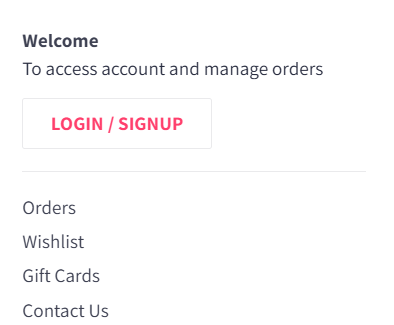 Welcome
To access account and manage orders
LOGIN / SIGNUP
Orders
Wishlist
Gift Cards
Contact Us